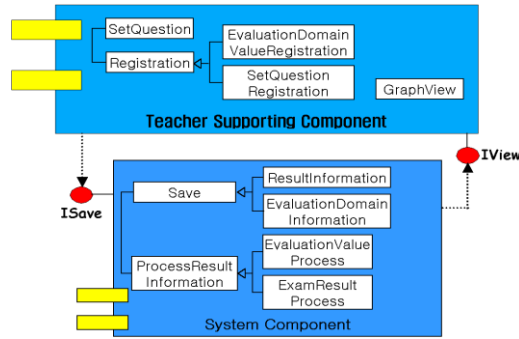 SetQuestion
Registration
EvaluationDomain
ValueRegistration
SetQuestion
Registration
GraphView
Teacher Supporting Component
IView
ISave
Save
ResultInformation
EvaluationDomain
Information
ProcessResult
Information
EvaluationValue
Process
ExamResult
Process
System Component